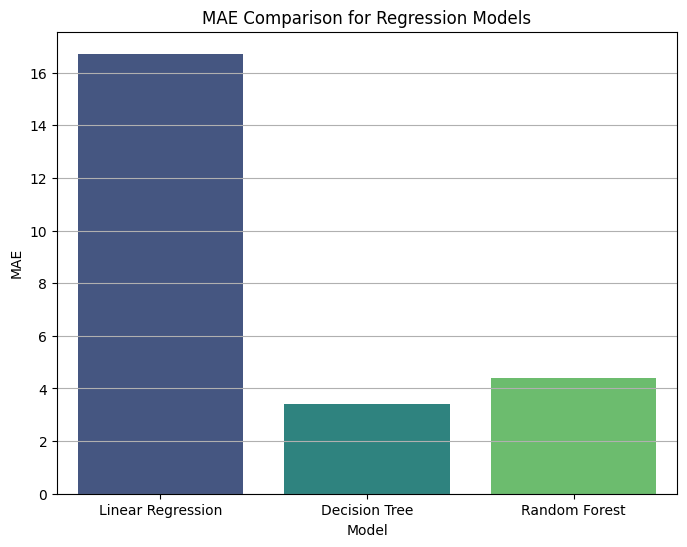 MAE Comparison for Regression Models
16
14
12
10
8
6
4
2
0
MAE
Linear Regression
Decision Tree
Random Forest
Model